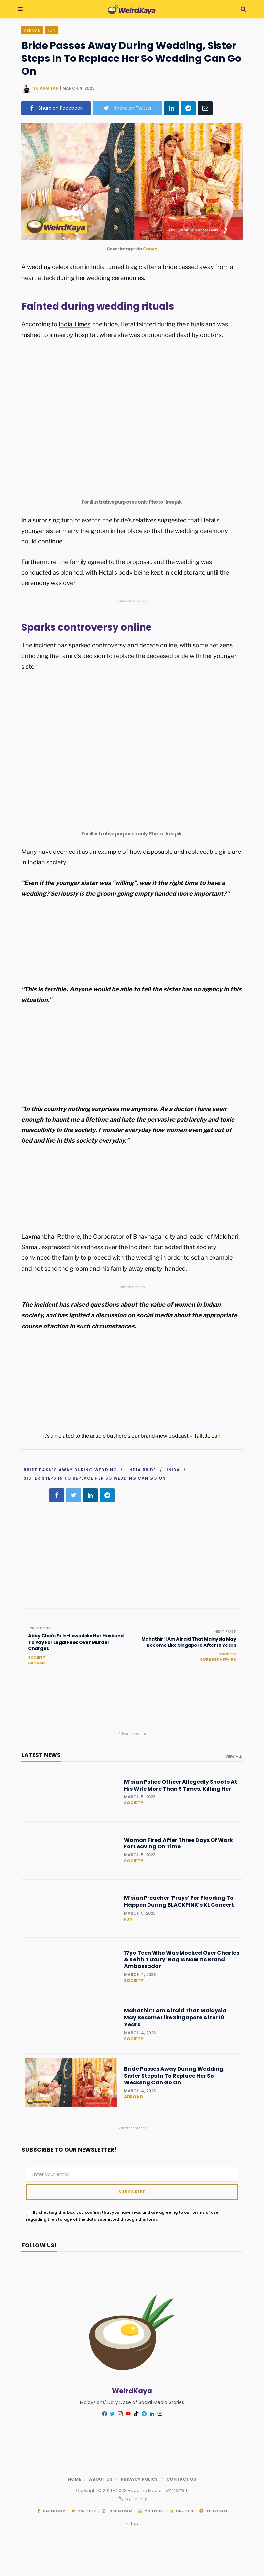 WeirdKaya
ABROAD FUN
Bride Passes Away During Wedding, Sister
Steps In To Replace Her So Wedding Can Go
On
YU ANG TAN | MARCH 4, 2023
Share on Facebook
Share on Twitter
WeirdKaya
For illustrative purposes only
Cover image via Canva
A wedding celebration in India turned tragic after a bride passed away from a
heart attack during her wedding ceremonies.
Fainted during wedding rituals
According to India Times, the bride, Hetal fainted during the rituals and was
rushed to a nearby hospital, where she was pronounced dead by doctors.
For illustrative purposes only. Photo: freepik.
In a surprising turn of events, the bride's relatives suggested that Hetal's
younger sister marry the groom in her place so that the wedding ceremony
could continue.
Furthermore, the family agreed to the proposal, and the wedding was
conducted as planned, with Hetal's body being kept in cold storage until the
ceremony was over.
- Advertisements -
Sparks controversy online
The incident has sparked controversy and debate online, with some netizens
criticizing the family's decision to replace the deceased bride with her younger
sister.
For illustrative purposes only. Photo: freepik.
Many have deemed it as an example of how disposable and replaceable girls are
in Indian society.
"Even if the younger sister was "willing", was it the right time to have a
wedding? Seriously is the groom going empty handed more important?"
"This is terrible. Anyone would be able to tell the sister has no agency in this
situation."
"In this country nothing surprises me anymore. As a doctor i have seen
enough to haunt me a lifetime and hate the pervasive patriarchy and toxic
masculinity in the society. I wonder everyday how women even get out of
bed and live in this society everyday."
Laxmanbhai Rathore, the Corporator of Bhavnagar city and leader of Maldhari
Samaj, expressed his sadness over the incident, but added that society
convinced the family to proceed with the wedding in order to set an example
and not send the groom and his family away empty-handed.
- Advertisements -
The incident has raised questions about the value of women in Indian
society, and has ignited a discussion on social media about the appropriate
course of action in such circumstances.
It's unrelated to the article but here's our brand-new podcast – Talk Je Lah!
BRIDE PASSES AWAY DURING WEDDING / INDIA BRIDE / INIDA /
SISTER STEPS IN TO REPLACE HER SO WEDDING CAN GO ON
PREV POST
Abby Choi's Ex In-Laws Asks Her Husband
To Pay For Legal Fees Over Murder
Charges
SOCIETY
ABROAD
NEXT POST
Mahathir: I Am Afraid That Malaysia May
Become Like Singapore After 10 Years
SOCIETY
CURRENT AFFAIRS
- Advertisements -
LATEST NEWS
VIEW ALL
M'sian Police Officer Allegedly Shoots At
His Wife More Than 5 Times, Killing Her
MARCH 5, 2023
SOCIETY
Woman Fired After Three Days Of Work
For Leaving On Time
MARCH 5, 2023
SOCIETY
M'sian Preacher 'Prays' For Flooding To
Happen During BLACKPINK's KL Concert
MARCH 5, 2023
FUN
17yo Teen Who Was Mocked Over Charles
& Keith 'Luxury' Bag Is Now Its Brand
Ambassador
MARCH 4, 2023
SOCIETY
Mahathir: I Am Afraid That Malaysia
May Become Like Singapore After 10
Years
MARCH 4, 2023
SOCIETY
WeirdKaya
Bride Passes Away During Wedding,
Sister Steps In To Replace Her So
Wedding Can Go On
MARCH 4, 2023
ABROAD
- Advertisements -
SUBSCRIBE TO OUR NEWSLETTER!
Enter your email
SUBSCRIBE
By checking this box, you confirm that you have read and are agreeing to our terms of use
regarding the storage of the data submitted through this form.
FOLLOW US!
WeirdKaya
Malaysians' Daily Dose of Social Media Stories
HOME / ABOUT US / PRIVACY POLICY / CONTACT US
by Infinity
FACEBOOK TWITTER INSTAGRAM YOUTUBE LINKEDIN TELEGRAM
Top